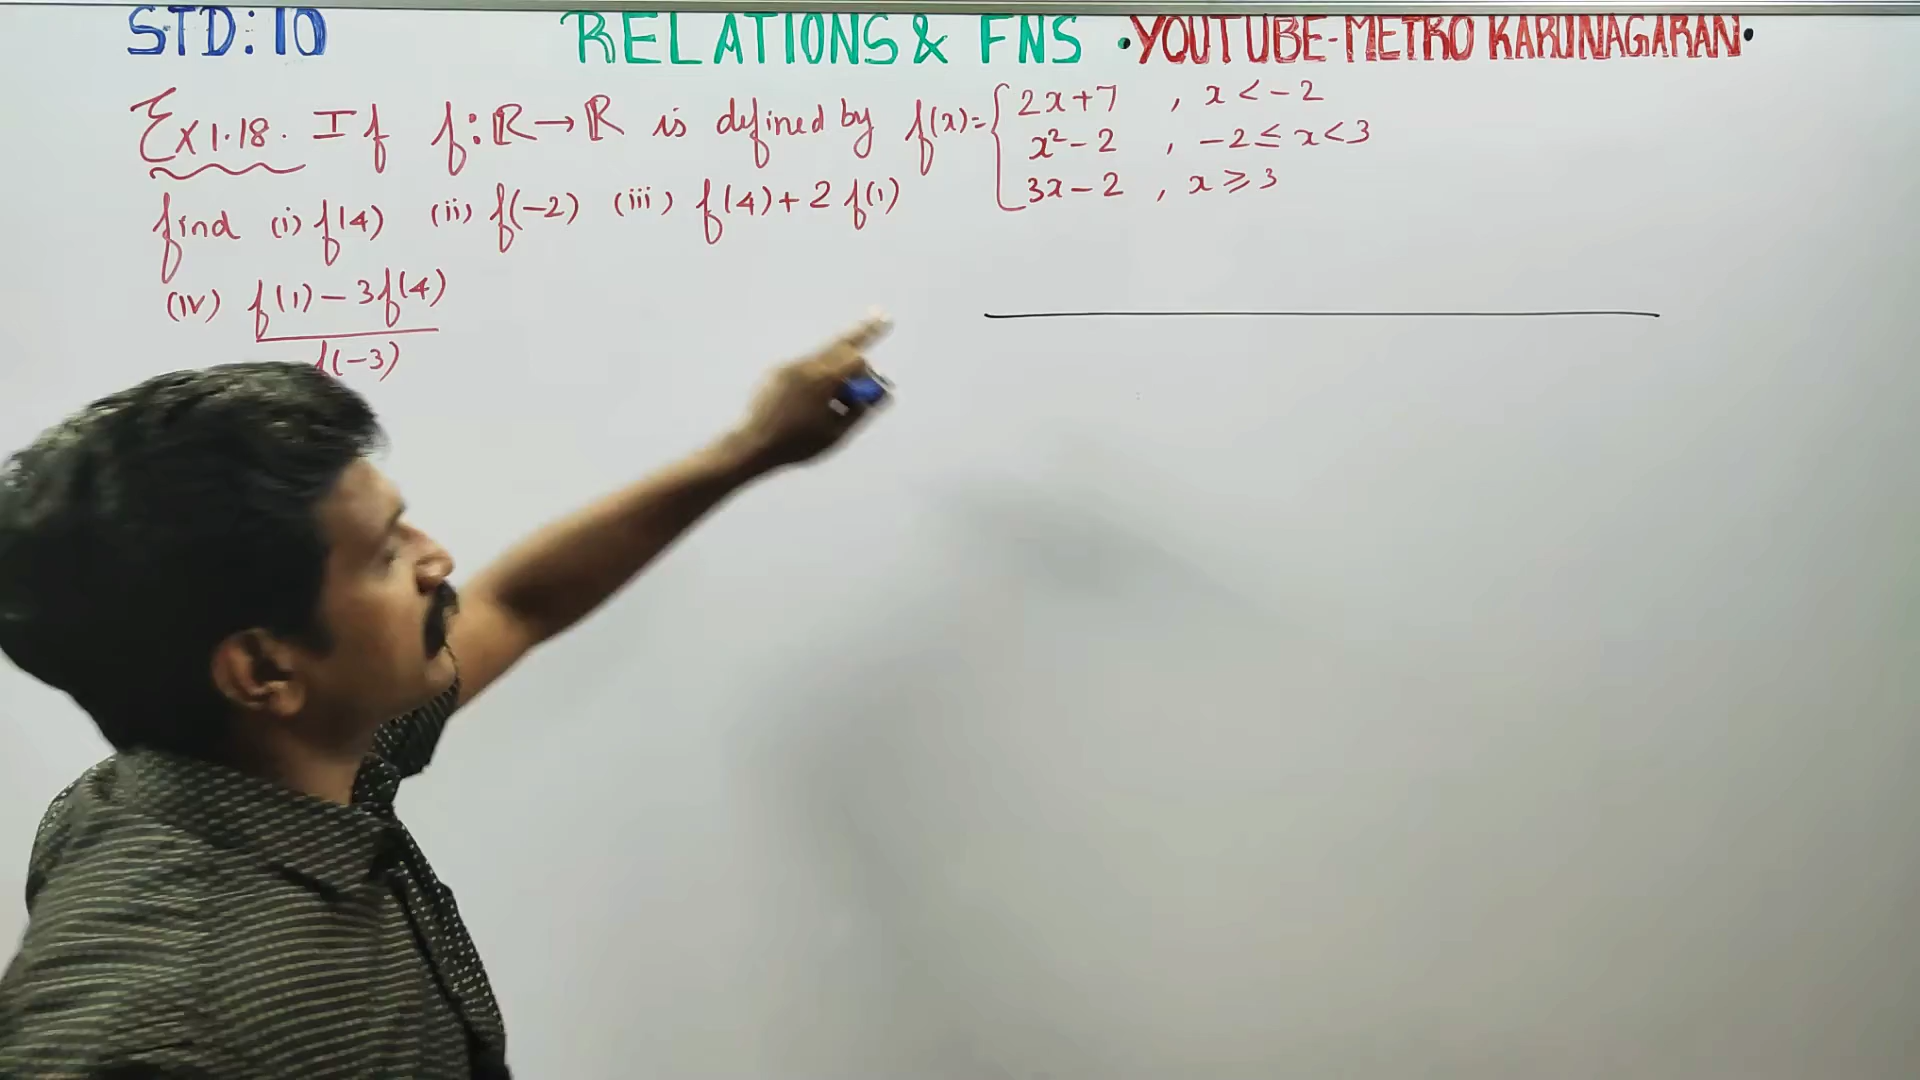 STD: 10 RELATIONS & FNS •YOUTUBE-METRO KARUNAGARAN•
Ex 1.18. If f: ℝ → ℝ is defined by f(x) = { 2x+7 , x < -2
x² - 2 , -2 ≤ x < 3
3x - 2 , x ≥ 3
find (i) f(4) (ii) f(-2) (iii) f(4) + 2 f(1)
(iv) f(1) - 3f(4)
f(-3)